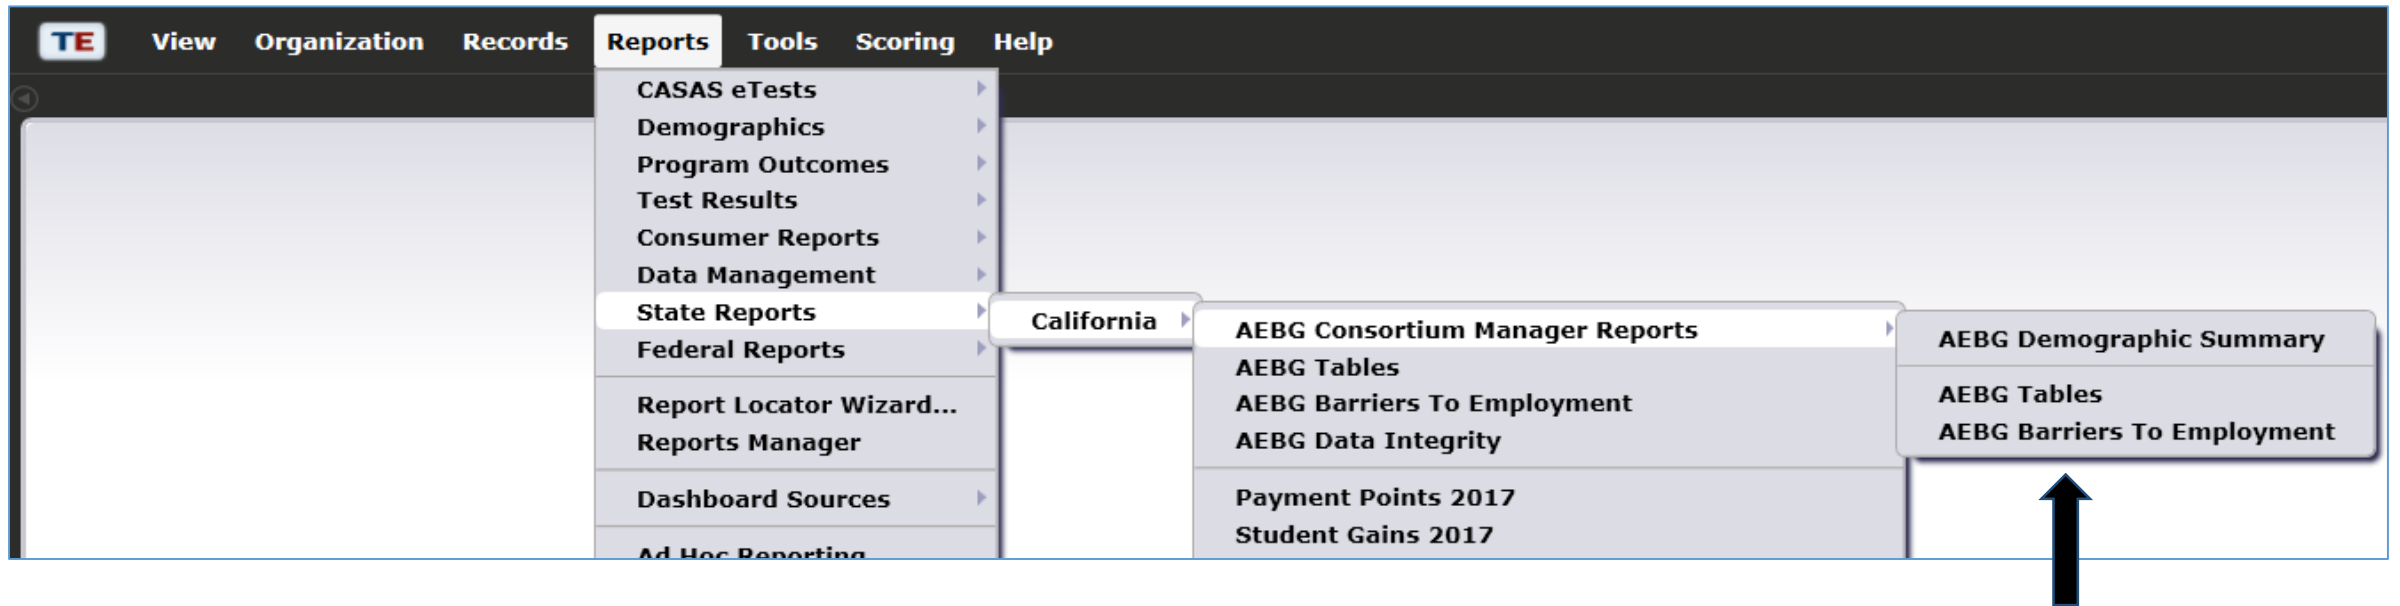 TE View Organization Records Reports Tools Scoring Help
CASAS eTests
Demographics
Program Outcomes
Test Results
Consumer Reports
Data Management
State Reports
Federal Reports
Report Locator Wizard...
Reports Manager
Dashboard Sources
Ad Hoc Reporting
California
AEBG Consortium Manager Reports
AEBG Tables
AEBG Barriers To Employment
AEBG Data Integrity
Payment Points 2017
Student Gains 2017
AEBG Demographic Summary
AEBG Tables
AEBG Barriers To Employment